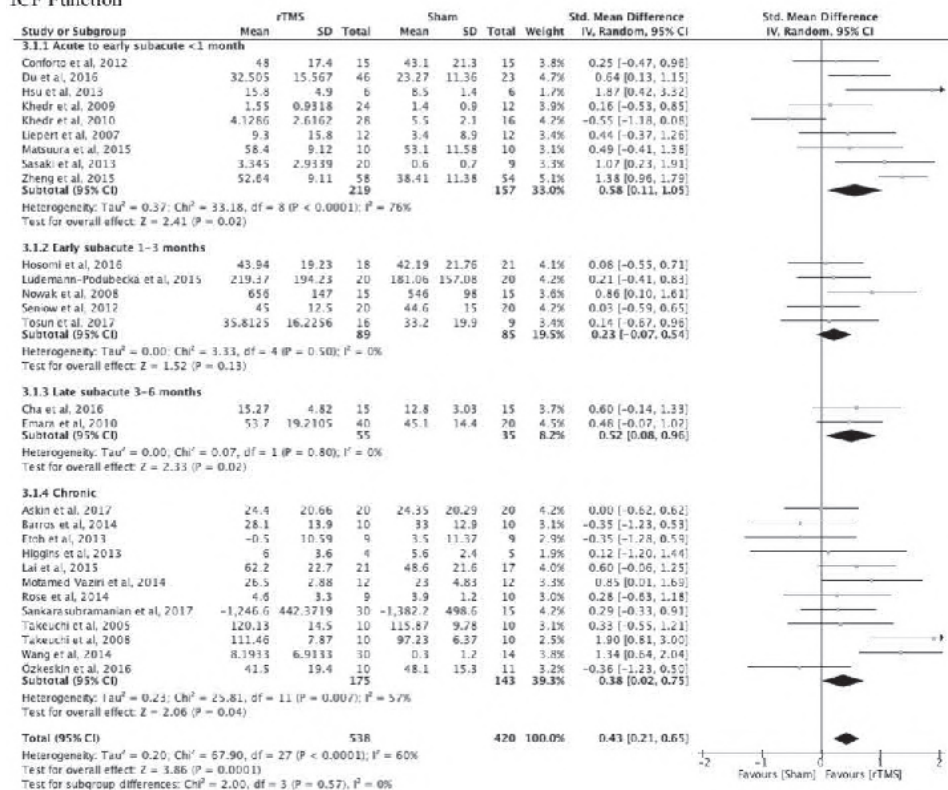 ICF Function
rTMS Sham Std. Mean Difference Std. Mean Difference
Study or Subgroup Mean SD Total Mean SD Total Weight IV, Random, 95% CI IV, Random, 95% CI
3.1.1 Acute to early subacute <1 month
Conforto et al, 2012 48 17.4 15 43.1 21.3 15 3.8% 0.25 [-0.47, 0.96]
Du et al, 2016 32.505 15.567 46 23.27 11.36 23 4.4% 0.64 [0.13, 1.15]
Hsu et al, 2013 15.8 4.9 6 8.5 1.4 6 1.7% 1.87 [0.42, 3.32]
Khedr et al, 2009 1.55 0.9318 24 1.4 0.9 12 3.9% 0.16 [-0.53, 0.85]
Khedr et al, 2010 4.1286 2.6162 28 5.5 2.1 16 4.2% -0.55 [-1.18, 0.08]
Liepert et al, 2007 9.3 15.8 12 3.4 8.9 12 3.4% 0.44 [-0.37, 1.26]
Matsuura et al, 2015 58.4 9.12 10 53.1 11.58 10 3.1% 0.49 [-0.41, 1.38]
Sasaki et al, 2013 3.345 2.9339 20 0.6 0.7 9 3.3% 1.07 [0.23, 1.91]
Zheng et al, 2015 52.64 9.11 58 38.41 11.38 54 5.1% 1.38 [0.96, 1.79]
Subtotal (95% CI) 219 157 33.0% 0.58 [0.11, 1.05]
Heterogeneity: Tau² = 0.37; Chi² = 33.18, df = 8 (P < 0.0001); I² = 76%
Test for overall effect: Z = 2.41 (P = 0.02)
3.1.2 Early subacute 1-3 months
Hosomi et al, 2016 43.94 19.23 18 42.19 21.76 21 4.1% 0.08 [-0.55, 0.71]
Ludemann-Podubecka et al, 2015 219.37 194.23 20 181.06 157.08 20 4.2% 0.21 [-0.41, 0.83]
Nowak et al, 2008 656 147 15 546 98 15 3.6% 0.86 [0.10, 1.61]
Seniow et al, 2012 45 12.5 20 44.6 15 20 4.2% 0.03 [-0.59, 0.65]
Tosun et al, 2017 35.8125 16.2256 16 33.2 19.9 9 3.4% 0.14 [-0.67, 0.96]
Subtotal (95% CI) 89 85 19.5% 0.23 [-0.07, 0.54]
Heterogeneity: Tau² = 0.00; Chi² = 3.33, df = 4 (P = 0.50); I² = 0%
Test for overall effect: Z = 1.52 (P = 0.13)
3.1.3 Late subacute 3-6 months
Cha et al, 2016 15.27 4.82 15 12.8 3.03 15 3.7% 0.60 [-0.14, 1.33]
Emara et al, 2010 53.7 19.2105 40 45.1 14.4 20 4.5% 0.48 [-0.07, 1.02]
Subtotal (95% CI) 55 35 8.2% 0.52 [0.08, 0.96]
Heterogeneity: Tau² = 0.00; Chi² = 0.07, df = 1 (P = 0.80); I² = 0%
Test for overall effect: Z = 2.33 (P = 0.02)
3.1.4 Chronic
Askin et al, 2017 24.4 20.66 20 24.35 20.29 20 4.2% 0.00 [-0.62, 0.62]
Barros et al, 2014 28.1 13.9 10 33 12.9 10 3.1% -0.35 [-1.23, 0.53]
Etoh et al, 2013 -0.5 10.59 9 3.5 11.37 9 2.9% -0.35 [-1.28, 0.59]
Higgins et al, 2013 6 3.6 4 5.6 2.4 5 1.9% 0.12 [-1.20, 1.44]
Lai et al, 2015 62.2 22.7 21 48.6 21.6 17 4.0% 0.60 [-0.06, 1.25]
Motamed Vaziri et al, 2014 26.5 2.88 12 23 4.83 12 3.3% 0.85 [0.01, 1.69]
Rose et al, 2014 4.6 3.3 9 3.9 1.2 10 3.0% 0.28 [-0.63, 1.18]
Sankarasubramanian et al, 2017 -1,246.6 442.3719 30 -1,382.2 498.6 15 4.2% 0.29 [-0.33, 0.91]
Takeuchi et al, 2005 120.13 14.5 10 115.87 9.78 10 3.1% 0.33 [-0.55, 1.21]
Takeuchi et al, 2008 111.46 7.87 10 97.23 6.37 10 2.5% 1.90 [0.81, 3.00]
Wang et al, 2014 8.1933 6.9133 30 0.3 1.2 14 3.8% 1.34 [0.64, 2.04]
Özkeskin et al, 2016 41.5 19.4 10 48.1 15.3 11 3.2% -0.36 [-1.23, 0.50]
Subtotal (95% CI) 175 143 39.3% 0.38 [0.02, 0.75]
Heterogeneity: Tau² = 0.23; Chi² = 25.81, df = 11 (P = 0.007); I² = 57%
Test for overall effect: Z = 2.06 (P = 0.04)
Total (95% CI) 538 420 100.0% 0.43 [0.21, 0.65]
Heterogeneity: Tau² = 0.20; Chi² = 67.90, df = 27 (P < 0.0001); I² = 60%
Test for overall effect: Z = 3.86 (P = 0.0001)
Test for subgroup differences: Chi² = 2.00, df = 3 (P = 0.57), I² = 0%
-2 -1 0 1 2
Favours [Sham] Favours [rTMS]